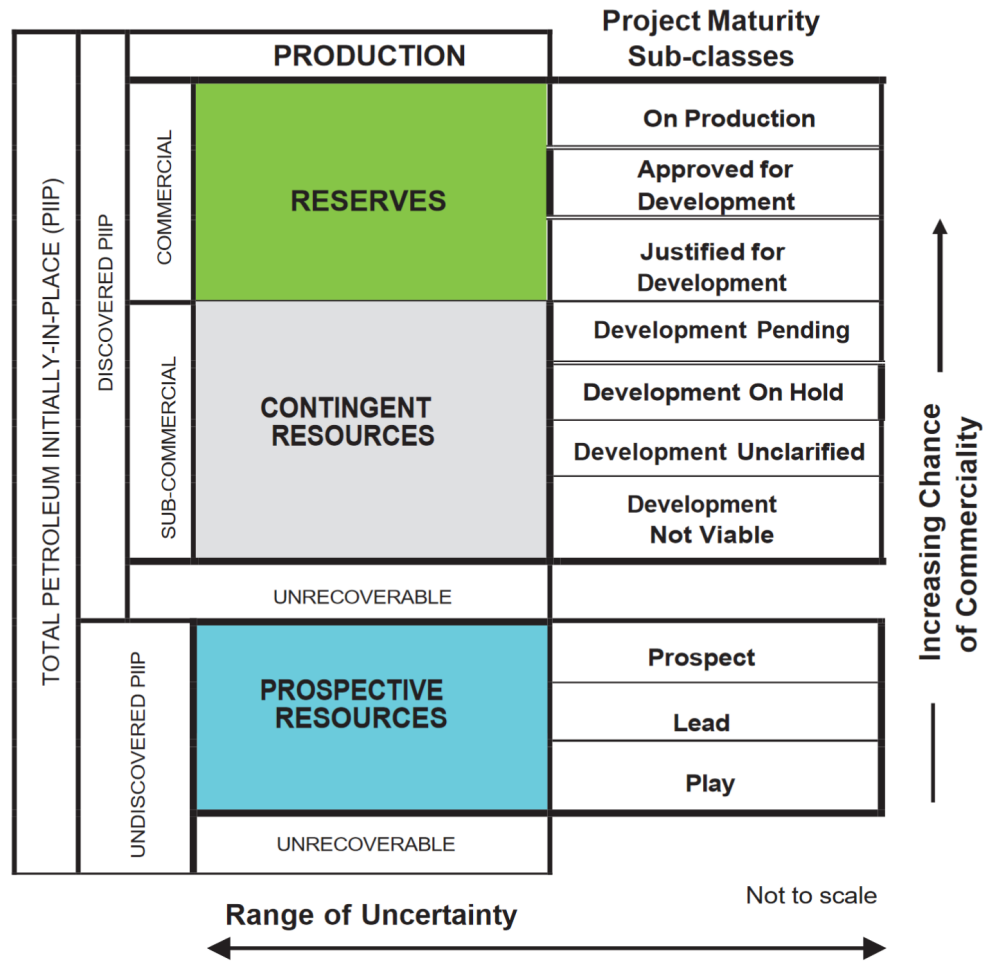 Project Maturity
Sub-classes
PRODUCTION
TOTAL PETROLEUM INITIALLY-IN-PLACE (PIIP)
DISCOVERED PIIP
COMMERCIAL
RESERVES
On Production
Approved for
Development
Justified for
Development
SUB-COMMERCIAL
CONTINGENT
RESOURCES
Development Pending
Development On Hold
Development Unclarified
Development
Not Viable
UNRECOVERABLE
UNDISCOVERED PIIP
PROSPECTIVE
RESOURCES
Prospect
Lead
Play
UNRECOVERABLE
Increasing Chance
of Commerciality
Not to scale
Range of Uncertainty